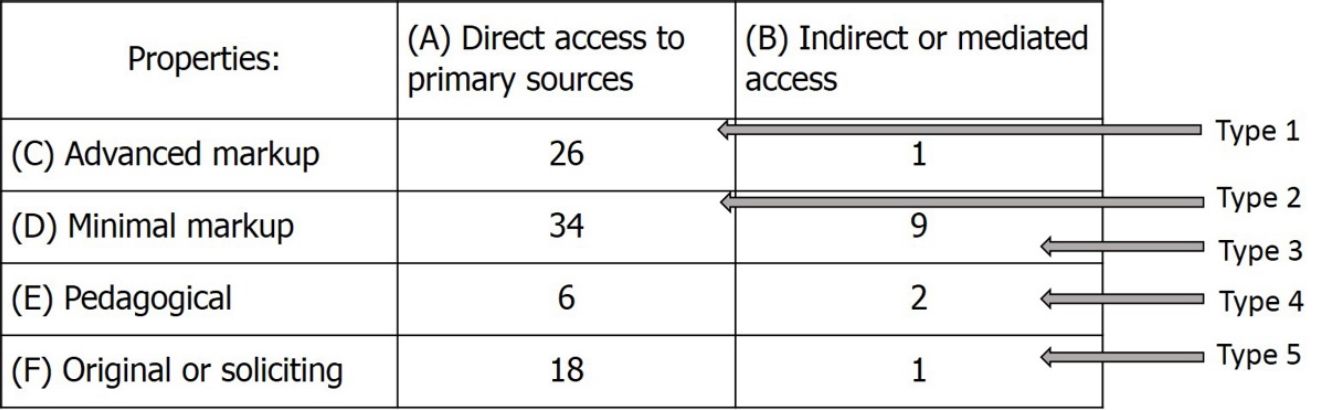 Properties:
(A) Direct access to
primary sources
(B) Indirect or mediated
access
(C) Advanced markup
26
1
Type 1
(D) Minimal markup
34
9
Type 2
Type 3
(E) Pedagogical
6
2
Type 4
(F) Original or soliciting
18
1
Type 5